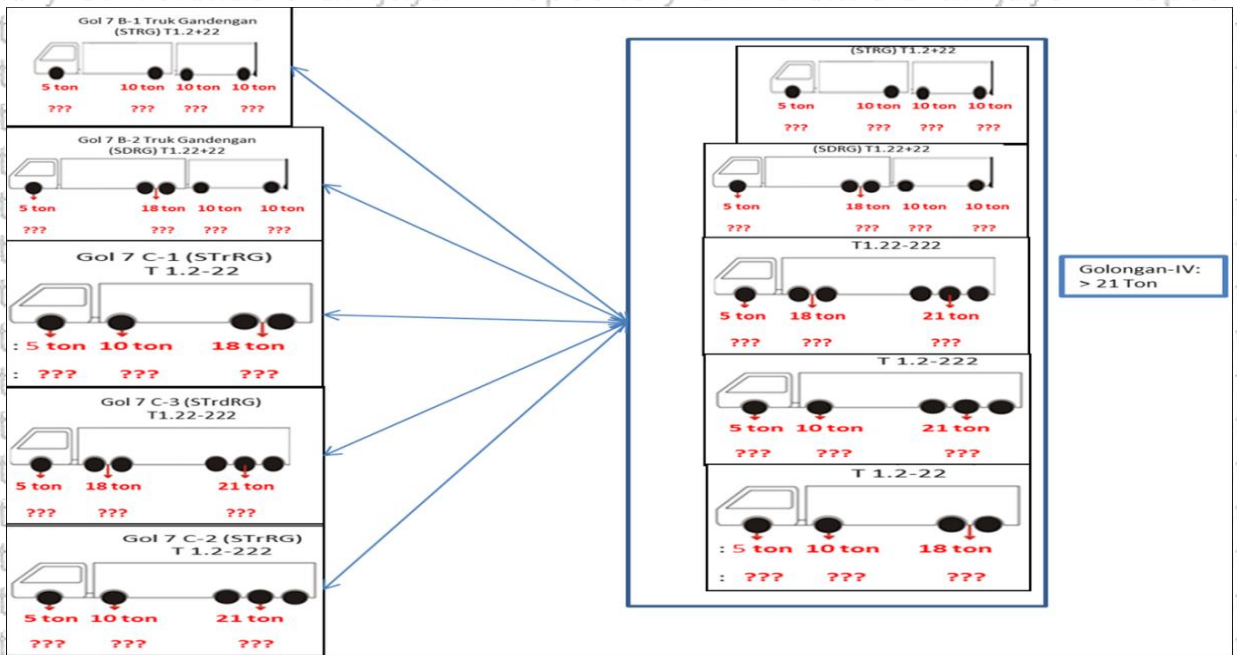 Gol 7 B-1 Truk Gandengan
(STRG) T1.2+22
5 ton 10 ton 10 ton 10 ton
??? ??? ??? ???
Gol 7 B-2 Truk Gandengan
(SDRG) T1.22+22
5 ton 18 ton 10 ton 10 ton
??? ??? ??? ???
Gol 7 C-1 (STrRG)
T 1.2-22
: 5 ton 10 ton 18 ton
: ??? ??? ???
Gol 7 C-3 (STrdRG)
T1.22-222
5 ton 18 ton 21 ton
??? ??? ???
Gol 7 C-2 (STrRG)
T 1.2-222
5 ton 10 ton 21 ton
??? ??? ???
(STRG) T1.2+22
5 ton 10 ton 10 ton 10 ton
??? ??? ??? ???
(SDRG) T1.22+22
5 ton 18 ton 10 ton 10 ton
??? ??? ??? ???
T1.22-222
5 ton 18 ton 21 ton
??? ??? ???
T 1.2-222
5 ton 10 ton 21 ton
??? ??? ???
T 1.2-22
: 5 ton 10 ton 18 ton
: ??? ??? ???
Golongan-IV:
> 21 Ton